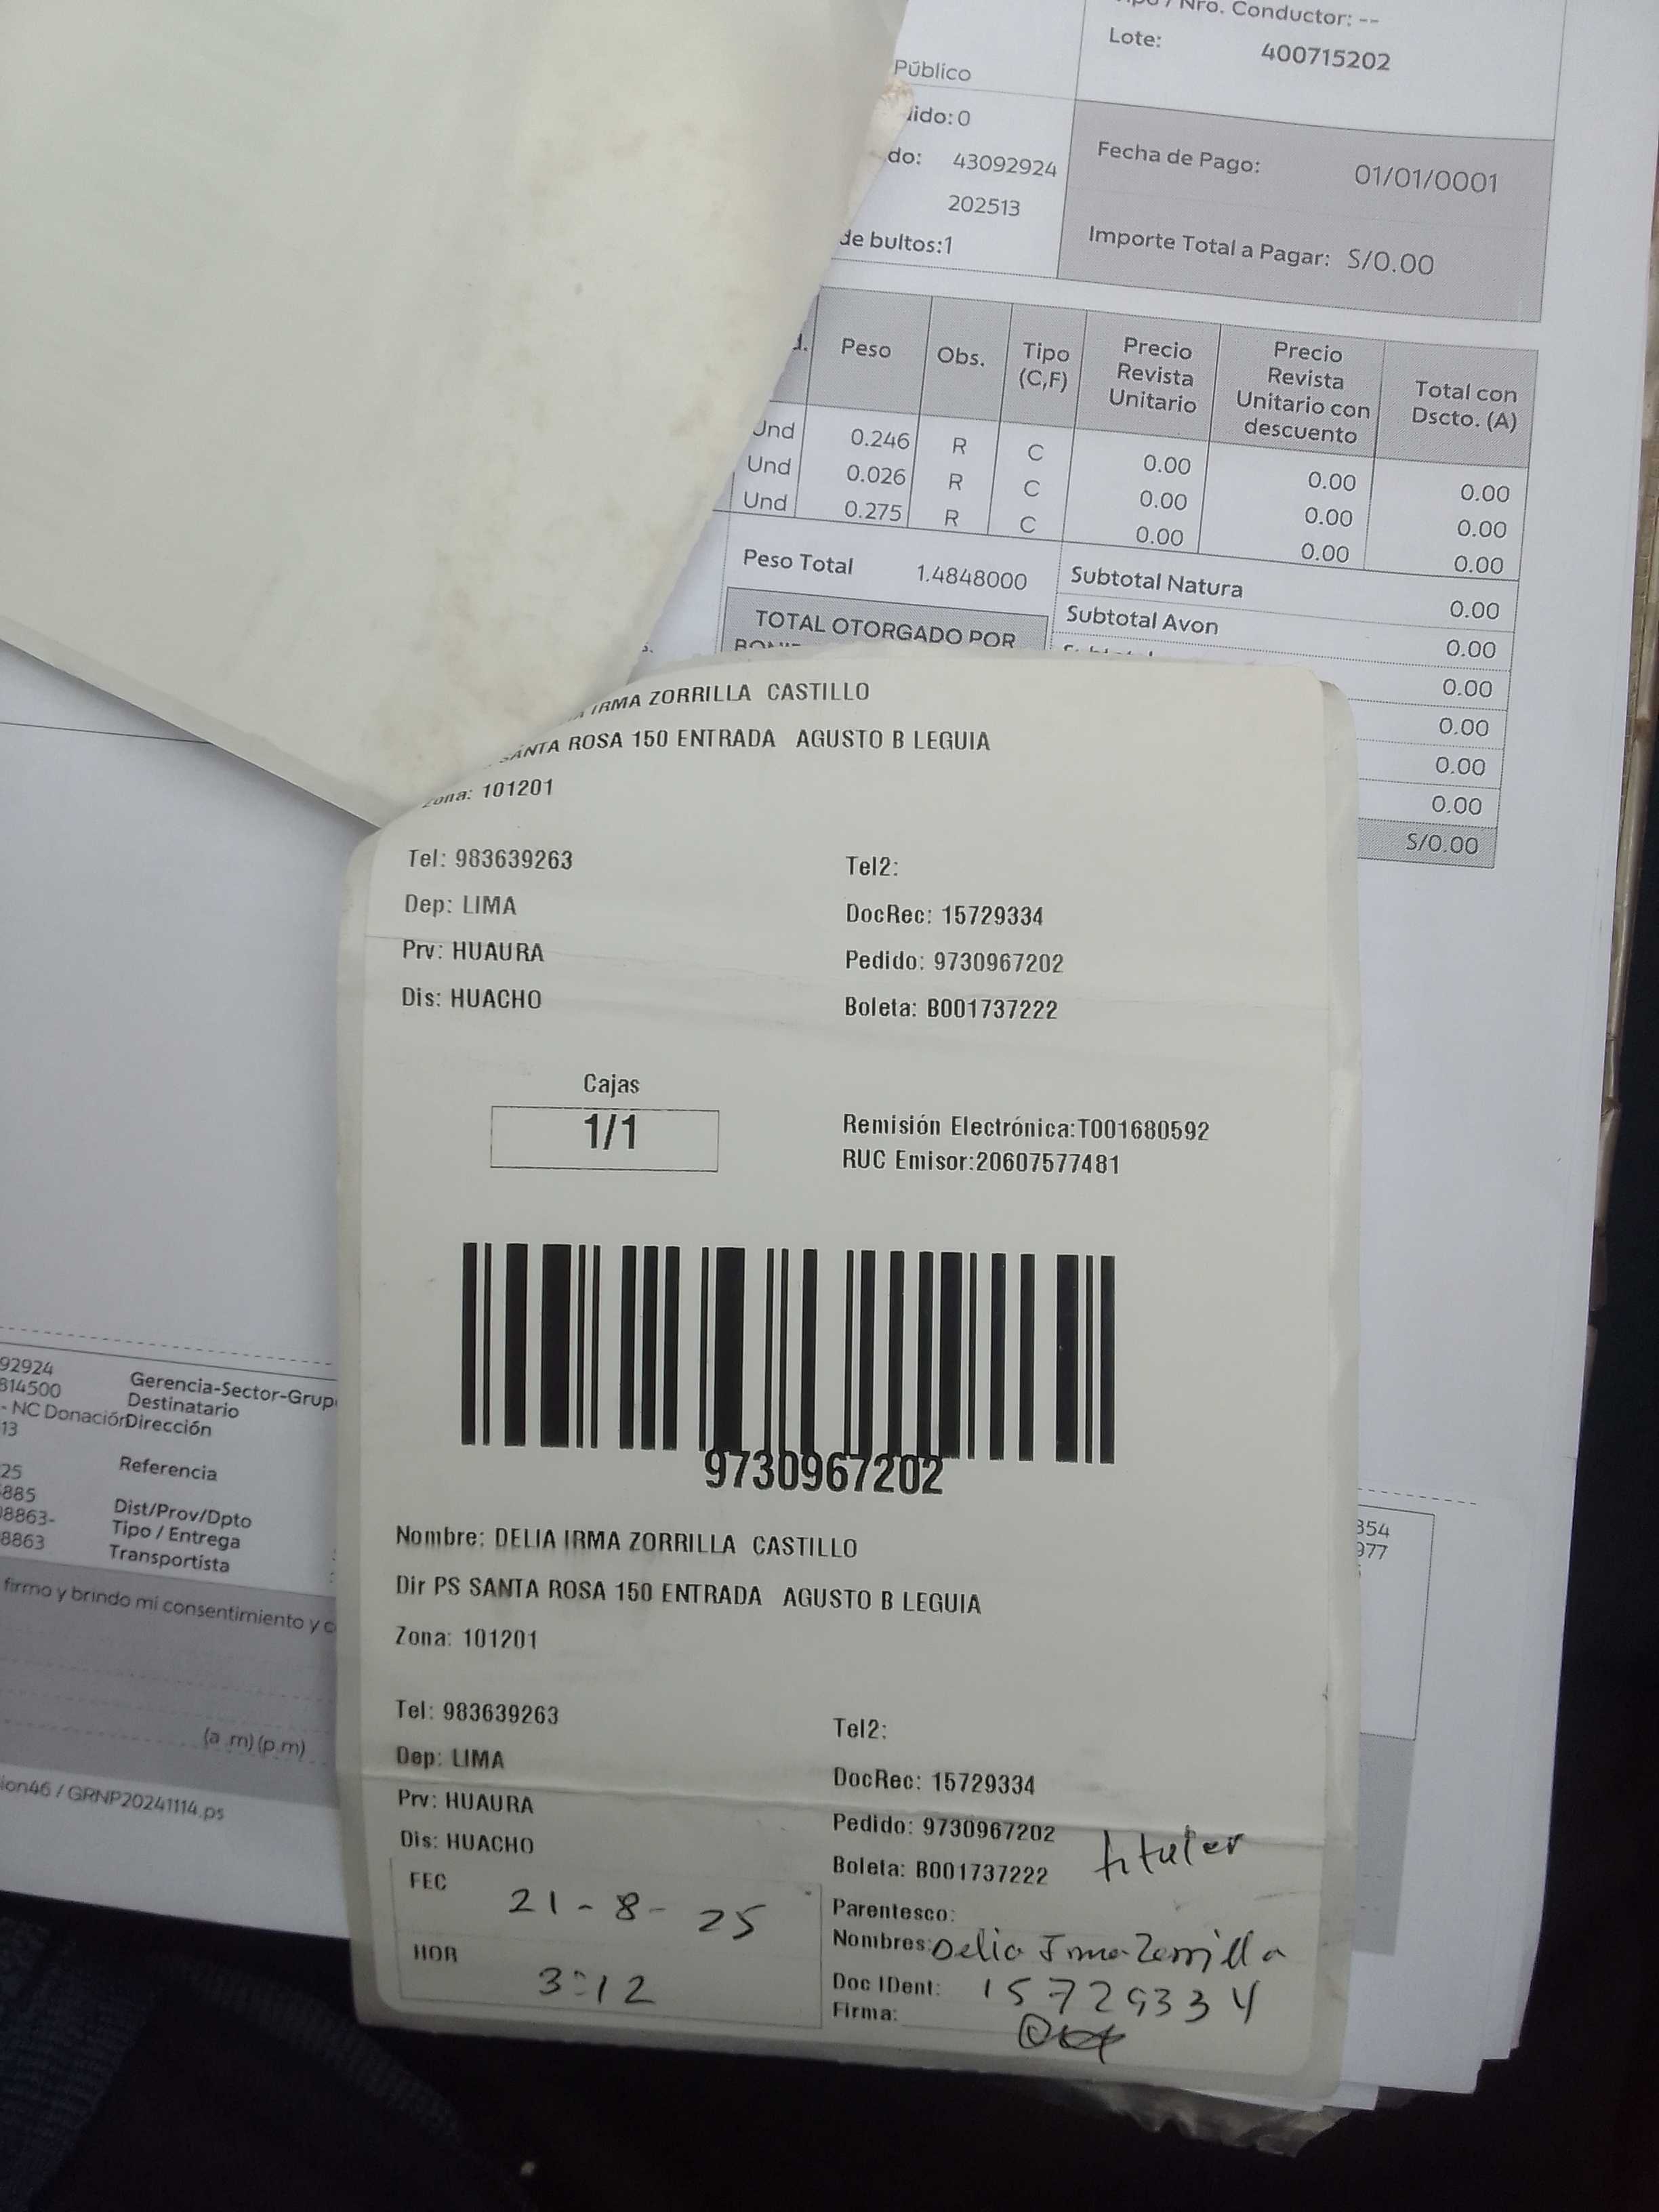 Nro. Conductor: --
Lote: 400715202
Público
ido: 0
do: 43092924
202513
de bultos:1
Fecha de Pago: 01/01/0001
Importe Total a Pagar: S/0.00
Peso Obs. Tipo (C,F) Precio Revista Unitario Precio Revista Unitario con descuento Total con Dscto. (A)
Und 0.246 R C 0.00 0.00 0.00
Und 0.026 R C 0.00 0.00 0.00
Und 0.275 R C 0.00 0.00 0.00
Peso Total 1.4848000
Subtotal Natura 0.00
Subtotal Avon 0.00
0.00
0.00
0.00
0.00
S/0.00
TOTAL OTORGADO POR
IRMA ZORRILLA CASTILLO
SANTA ROSA 150 ENTRADA AGUSTO B LEGUIA
Zona: 101201
Tel: 983639263 Tel2:
Dep: LIMA DocRec: 15729334
Prv: HUAURA Pedido: 9730967202
Dis: HUACHO Boleta: B001737222
Cajas
1/1
Remisión Electrónica:T001680592
RUC Emisor:20607577481
9730967202
Nombre: DELIA IRMA ZORRILLA CASTILLO
Dir PS SANTA ROSA 150 ENTRADA AGUSTO B LEGUIA
Zona: 101201
Tel: 983639263 Tel2:
Dep: LIMA DocRec: 15729334
Prv: HUAURA Pedido: 9730967202
Dis: HUACHO Boleta: B001737222
titular
FEC 21-8-25
HOR 3:12
Parentesco:
Nombres: Delia Irma Zorrilla
Doc IDent: 15729334
Firma:
92924 Gerencia-Sector-Grup
814500 Destinatario
- NC Donación Dirección
13
25 Referencia
885
08863- Dist/Prov/Dpto
8863 Tipo / Entrega
Transportista
firmo y brindo mi consentimiento y c
(a.m) (p.m)
ion46 / GRNP20241114.ps
354
977